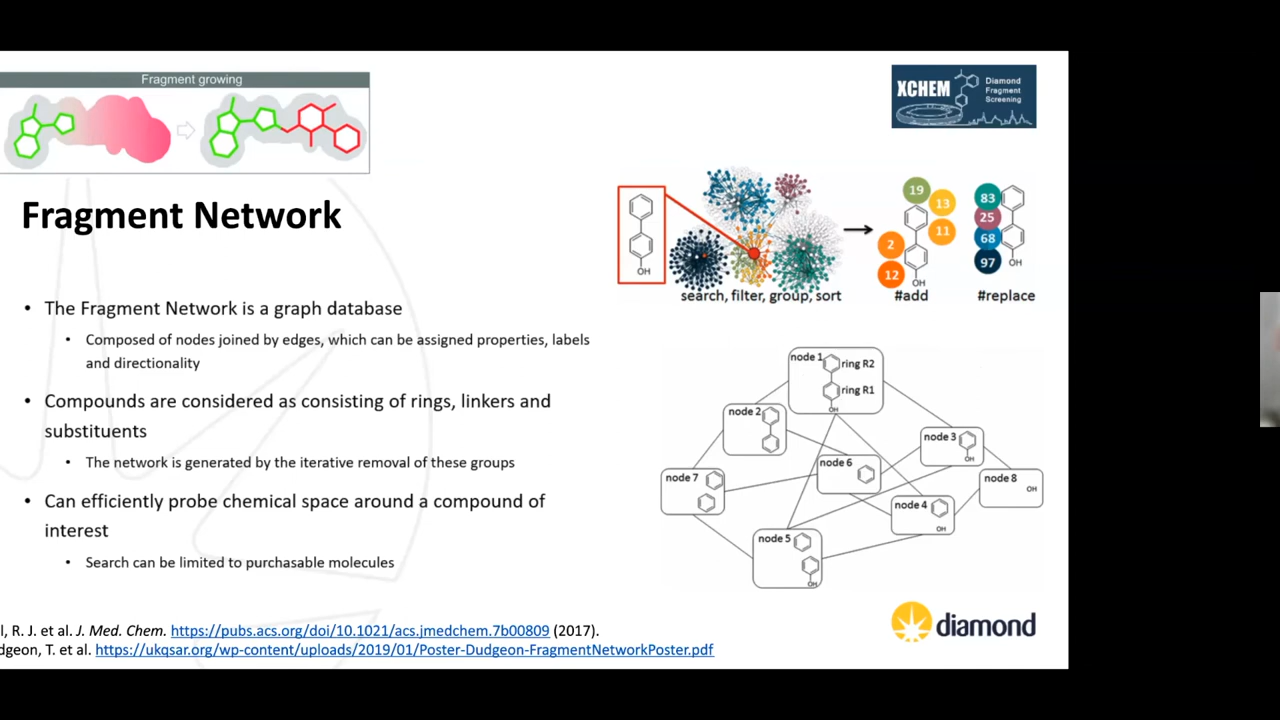 Fragment growing
XCHEM
Diamond
Fragment
Screening
Fragment Network
• The Fragment Network is a graph database
• Composed of nodes joined by edges, which can be assigned properties, labels
and directionality
• Compounds are considered as consisting of rings, linkers and
substituents
• The network is generated by the iterative removal of these groups
• Can efficiently probe chemical space around a compound of
interest
• Search can be limited to purchasable molecules
OH
search, filter, group, sort
19
13
11
2
12
OH
#add
83
25
68
97
OH
#replace
node 1
ring R2
ring R1
OH
node 2
node 3
OH
node 6
node 7
node 8
OH
node 4
OH
node 5
OH
l, R. J. et al. J. Med. Chem. https://pubs.acs.org/doi/10.1021/acs.jmedchem.7b00809 (2017).
dgeon, T. et al. https://ukqsar.org/wp-content/uploads/2019/01/Poster-Dudgeon-FragmentNetworkPoster.pdf
diamond